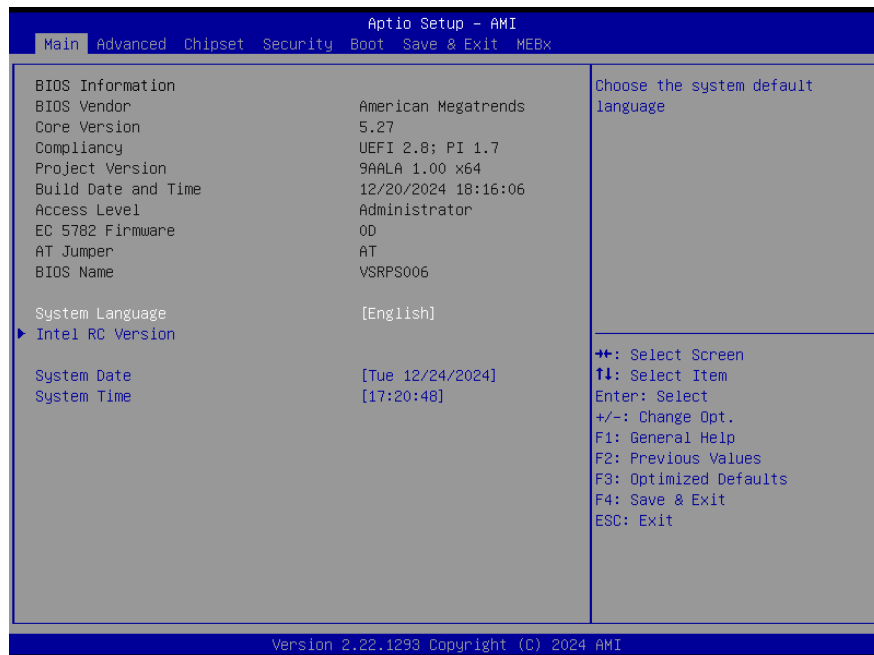 Aptio Setup – AMI
Main Advanced Chipset Security Boot Save & Exit MEBx
BIOS Information
BIOS Vendor American Megatrends
Core Version 5.27
Compliancy UEFI 2.8; PI 1.7
Project Version 9AALA 1.00 x64
Build Date and Time 12/20/2024 18:16:06
Access Level Administrator
EC 5782 Firmware 0D
AT Jumper AT
BIOS Name VSRPS006
System Language [English]
Intel RC Version
System Date [Tue 12/24/2024]
System Time [17:20:48]
Choose the system default
language
→←: Select Screen
↑↓: Select Item
Enter: Select
+/-: Change Opt.
F1: General Help
F2: Previous Values
F3: Optimized Defaults
F4: Save & Exit
ESC: Exit
Version 2.22.1293 Copyright (C) 2024 AMI